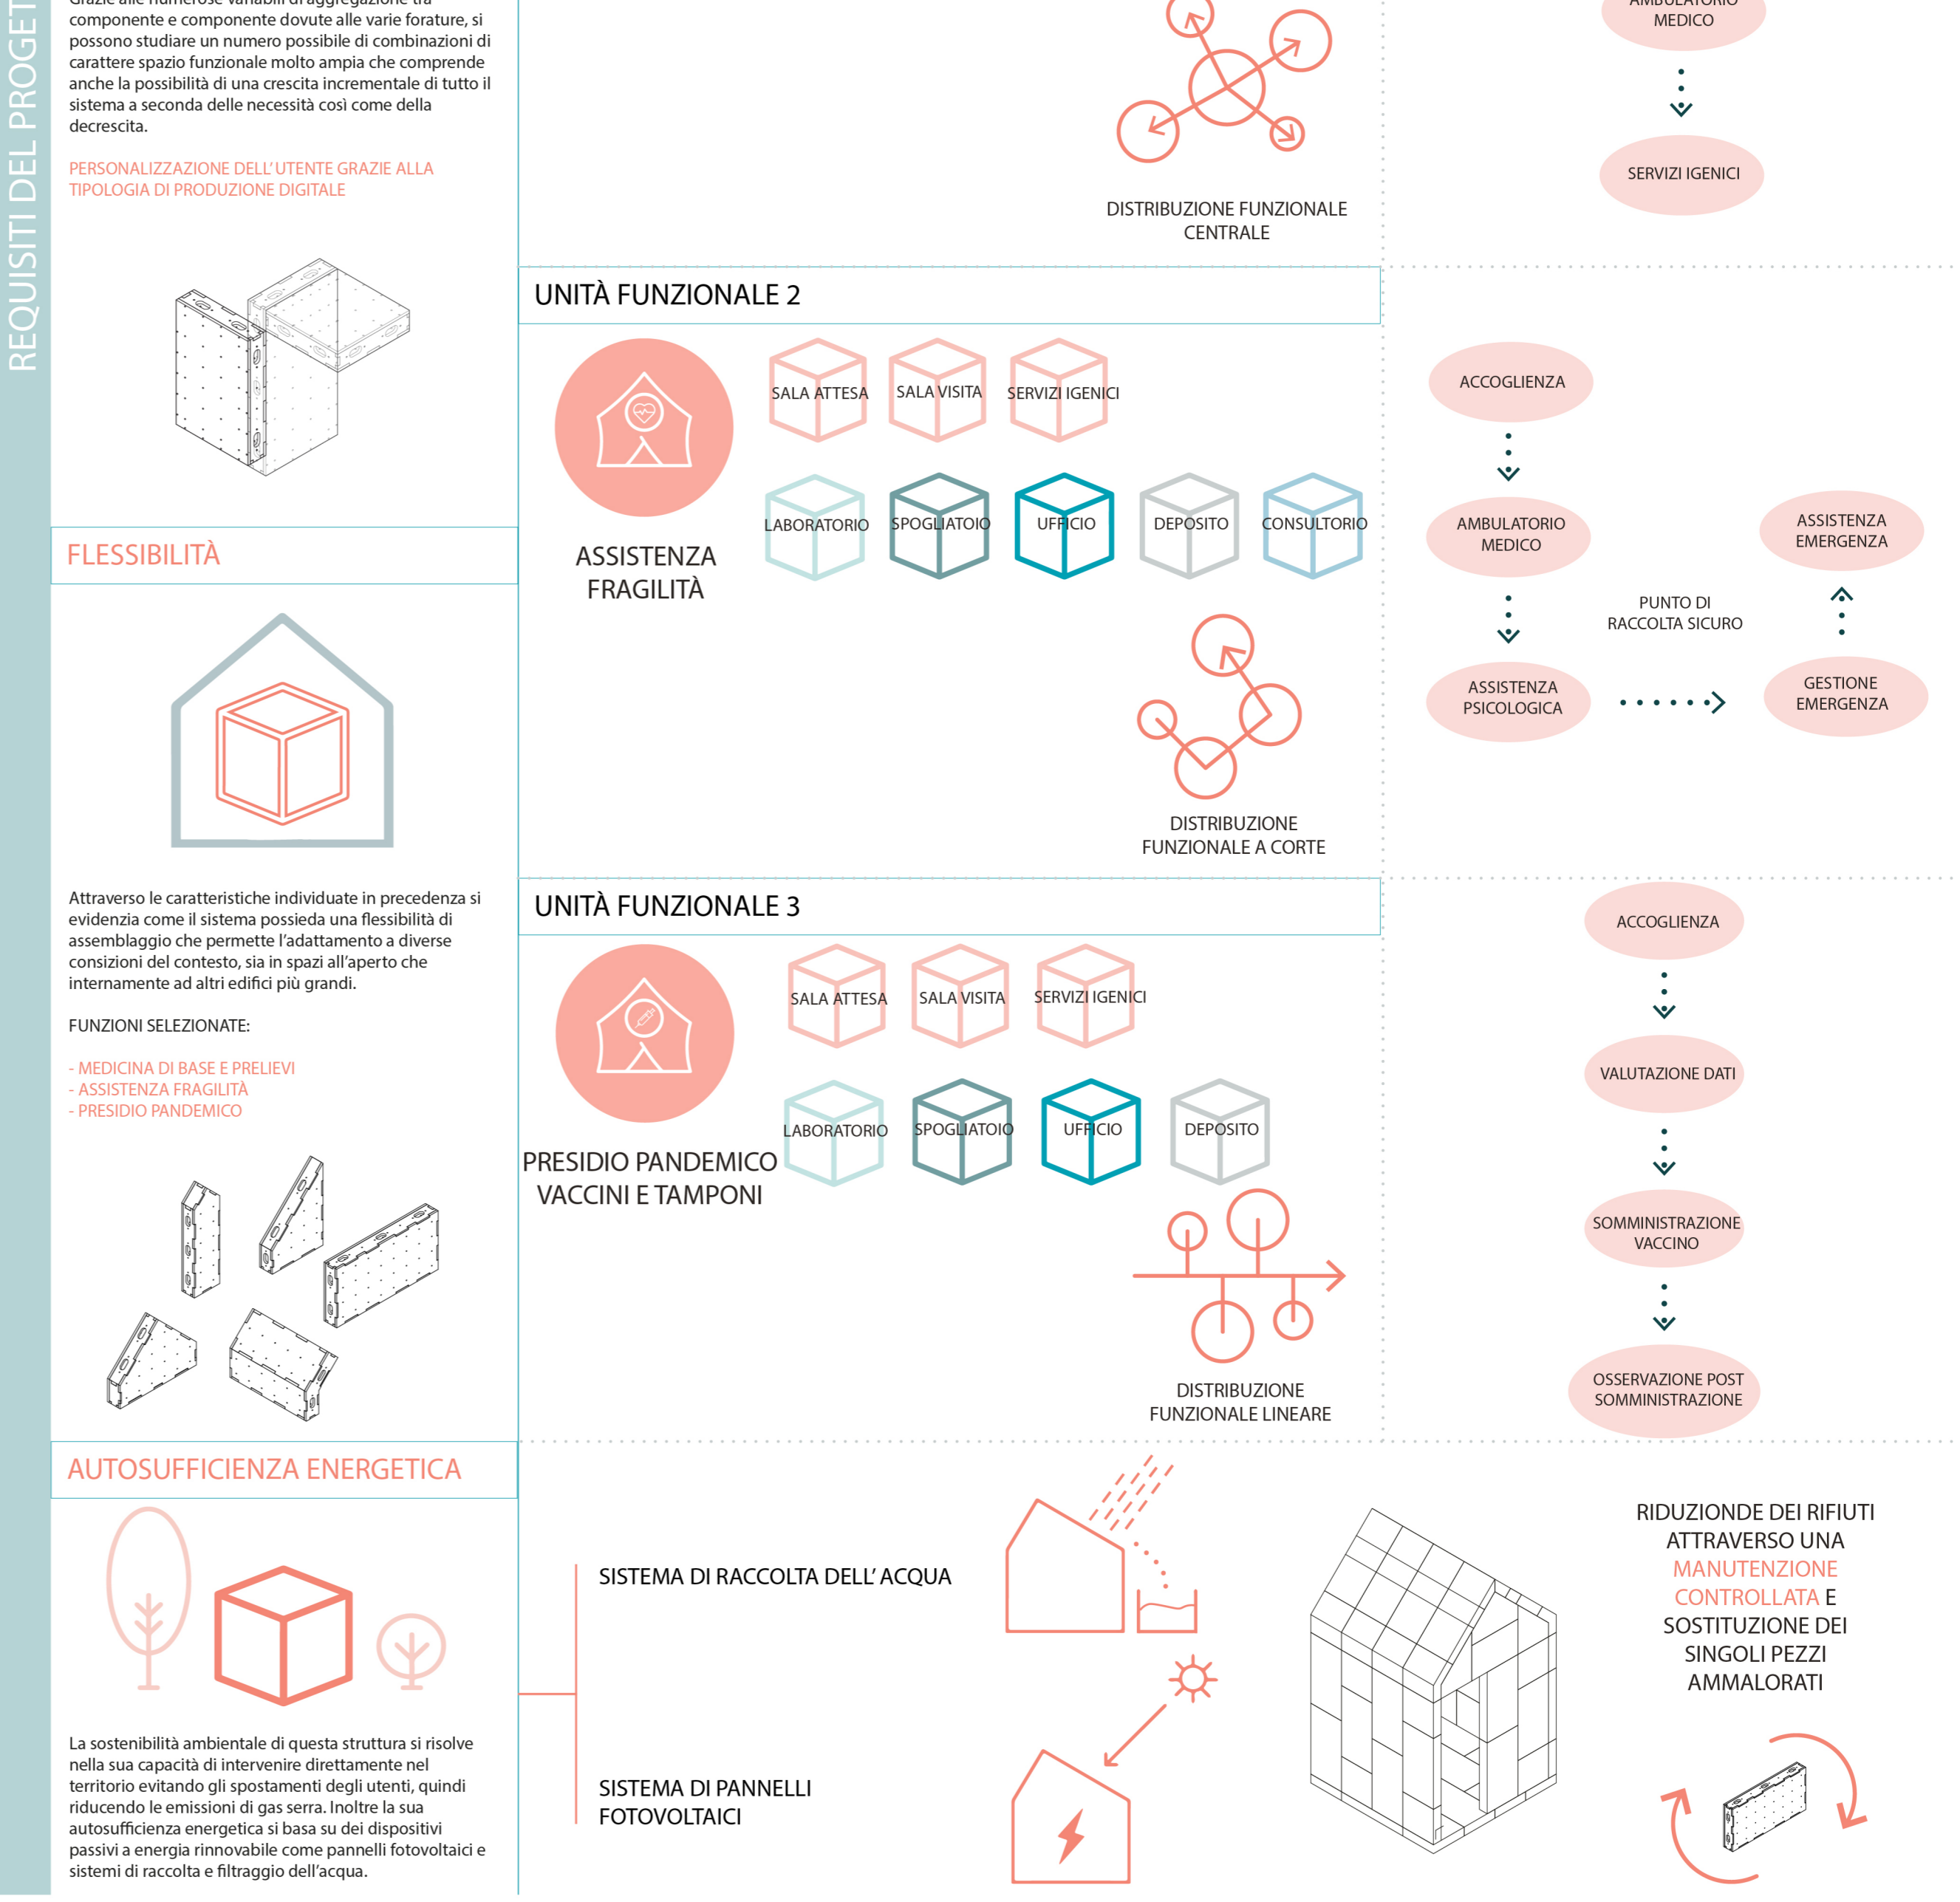 REQUISITI DEL PROGET
Grazie alle numerose variabili di aggregazione tra
componente e componente dovute alle varie forature, si
possono studiare un numero possibile di combinazioni di
carattere spazio funzionale molto ampia che comprende
anche la possibilità di una crescita incrementale di tutto il
sistema a seconda delle necessità così come della
decrescita.
PERSONALIZZAZIONE DELL' UTENTE GRAZIE ALLA
TIPOLOGIA DI PRODUZIONE DIGITALE
FLESSIBILITÀ
Attraverso le caratteristiche individuate in precedenza si
evidenzia come il sistema possieda una flessibilità di
assemblaggio che permette l'adattamento a diverse
consizioni del contesto, sia in spazi all'aperto che
internamente ad altri edifici più grandi.
FUNZIONI SELEZIONATE:
- MEDICINA DI BASE E PRELIEVI
- ASSISTENZA FRAGILITÀ
- PRESIDIO PANDEMICO
AUTOSUFFICIENZA ENERGETICA
La sostenibilità ambientale di questa struttura si risolve
nella sua capacità di intervenire direttamente nel
territorio evitando gli spostamenti degli utenti, quindi
riducendo le emissioni di gas serra. Inoltre la sua
autosufficienza energetica si basa su dei dispositivi
passivi a energia rinnovabile come pannelli fotovoltaici e
sistemi di raccolta e filtraggio dell'acqua.
DISTRIBUZIONE FUNZIONALE
CENTRALE
AMBULATORIO
MEDICO
SERVIZI IGENICI
UNITÀ FUNZIONALE 2
ASSISTENZA
FRAGILITÀ
SALA ATTESA
SALA VISITA
SERVIZI IGENICI
LABORATORIO
SPOGLIATOIO
UFFICIO
DEPOSITO
CONSULTORIO
DISTRIBUZIONE
FUNZIONALE A CORTE
ACCOGLIENZA
AMBULATORIO
MEDICO
ASSISTENZA
PSICOLOGICA
PUNTO DI
RACCOLTA SICURO
ASSISTENZA
EMERGENZA
GESTIONE
EMERGENZA
UNITÀ FUNZIONALE 3
PRESIDIO PANDEMICO
VACCINI E TAMPONI
SALA ATTESA
SALA VISITA
SERVIZI IGENICI
LABORATORIO
SPOGLIATOIO
UFFICIO
DEPOSITO
DISTRIBUZIONE
FUNZIONALE LINEARE
ACCOGLIENZA
VALUTAZIONE DATI
SOMMINISTRAZIONE
VACCINO
OSSERVAZIONE POST
SOMMINISTRAZIONE
SISTEMA DI RACCOLTA DELL' ACQUA
SISTEMA DI PANNELLI
FOTOVOLTAICI
RIDUZIONDE DEI RIFIUTI
ATTRAVERSO UNA
MANUTENZIONE
CONTROLLATA E
SOSTITUZIONE DEI
SINGOLI PEZZI
AMMALORATI